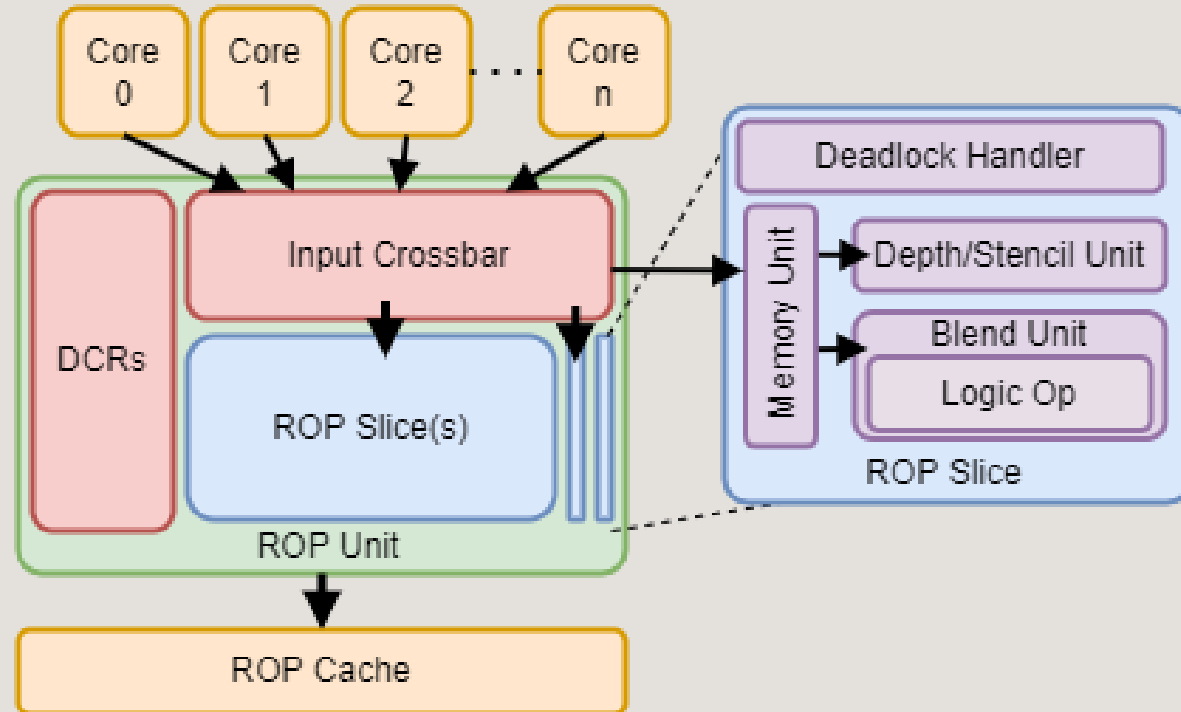 Core
0
Core
1
Core
2
Core
n
Input Crossbar
DCRs
ROP Slice(s)
ROP Unit
ROP Cache
Deadlock Handler
Memory Unit
Depth/Stencil Unit
Blend Unit
Logic Op
ROP Slice